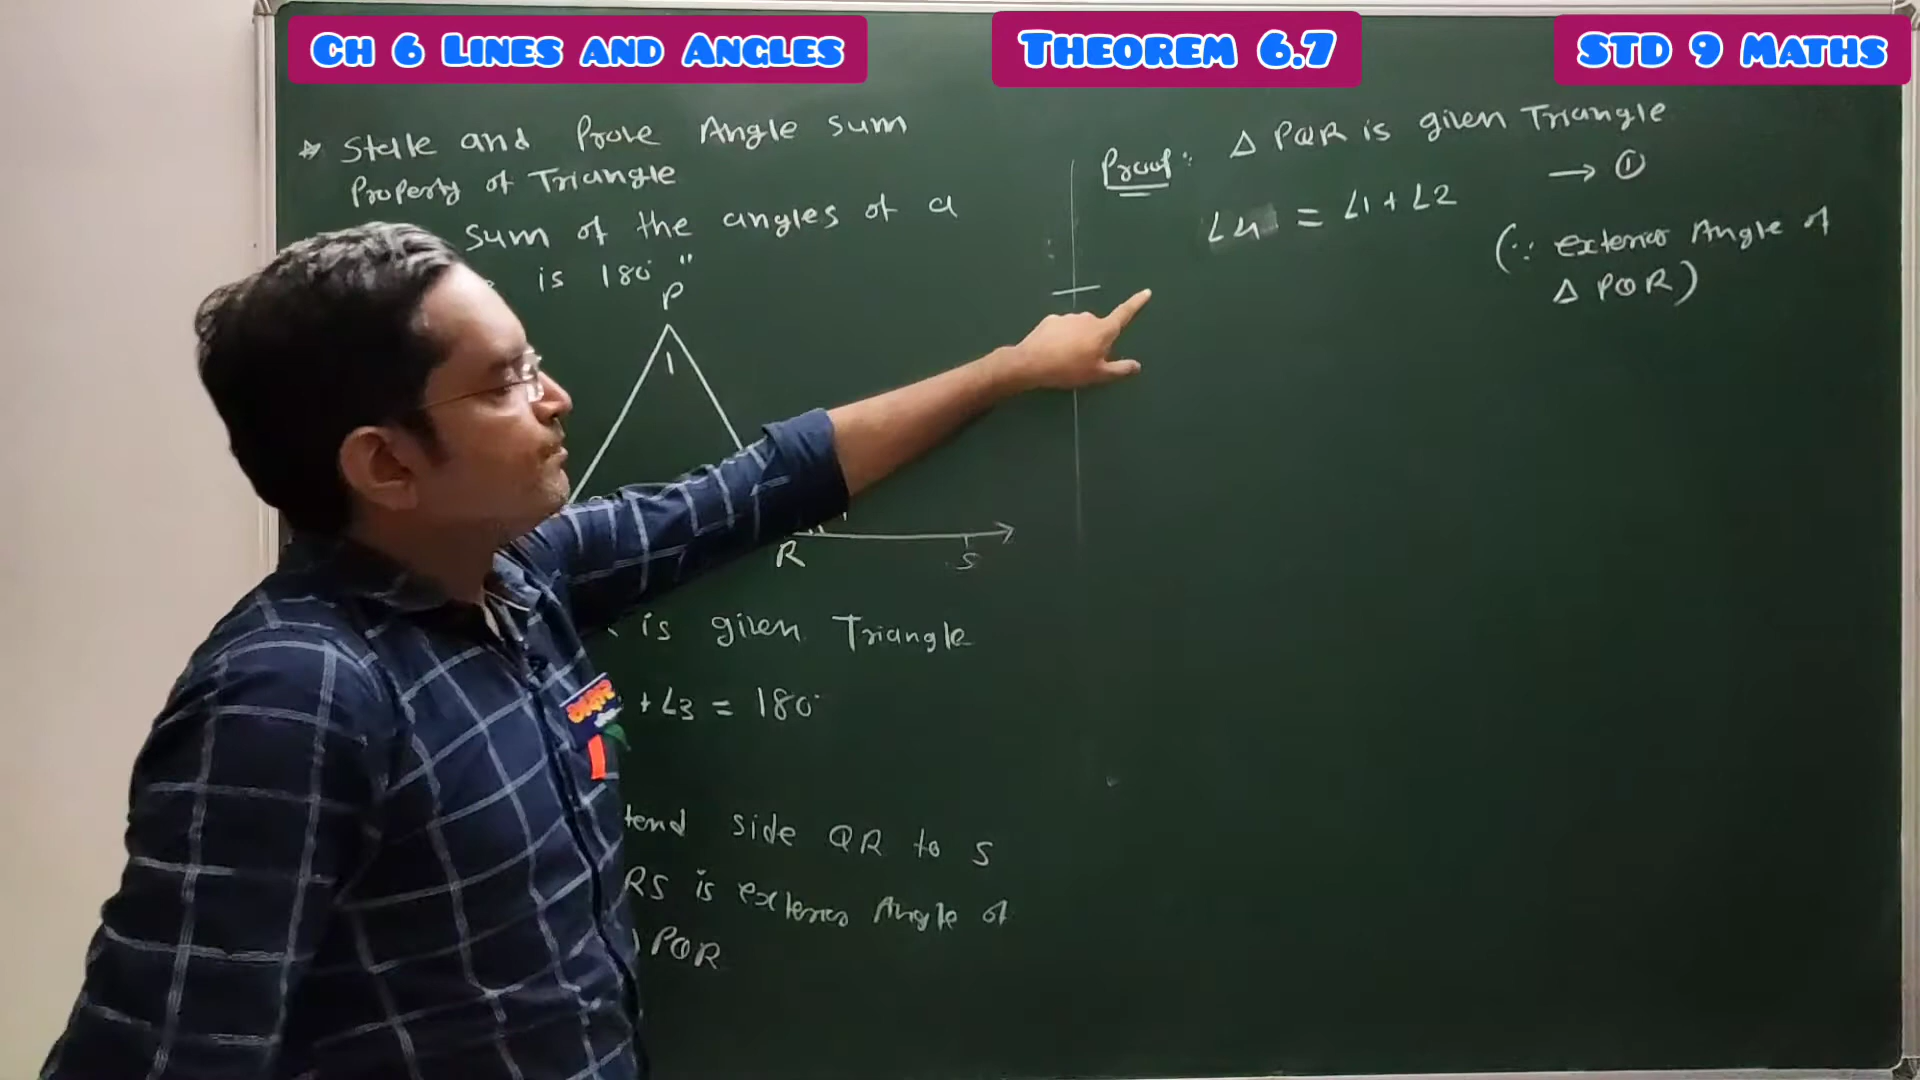 CH 6 LINES AND ANGLES
THEOREM 6.7
STD 9 MATHS
State and Prove Angle sum
Property of Triangle
sum of the angles of a
is 180° "
P
1
R
S
is given Triangle
+ ∠3 = 180°
tend side QR to S
RS is exterior Angle of
PQR
Proof : Δ PQR is given Triangle
∠4 = ∠1 + ∠2 → ①
(∵ exterior Angle of
Δ PQR)